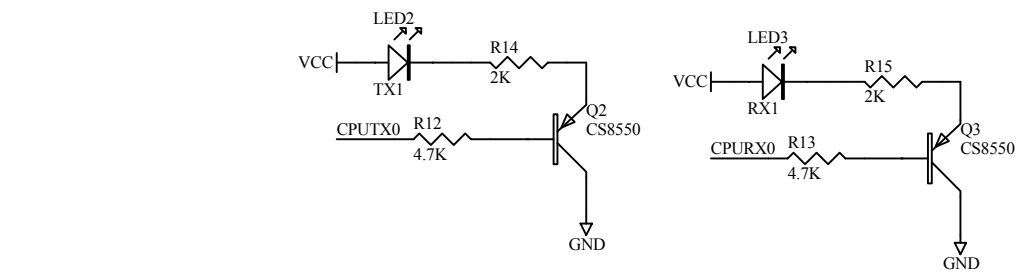 LED2
R14
VCC
2K
TX1
Q2
CS8550
CPUTX0
R12
4.7K
GND
LED3
R15
VCC
2K
RX1
Q3
CS8550
CPURX0
R13
4.7K
GND